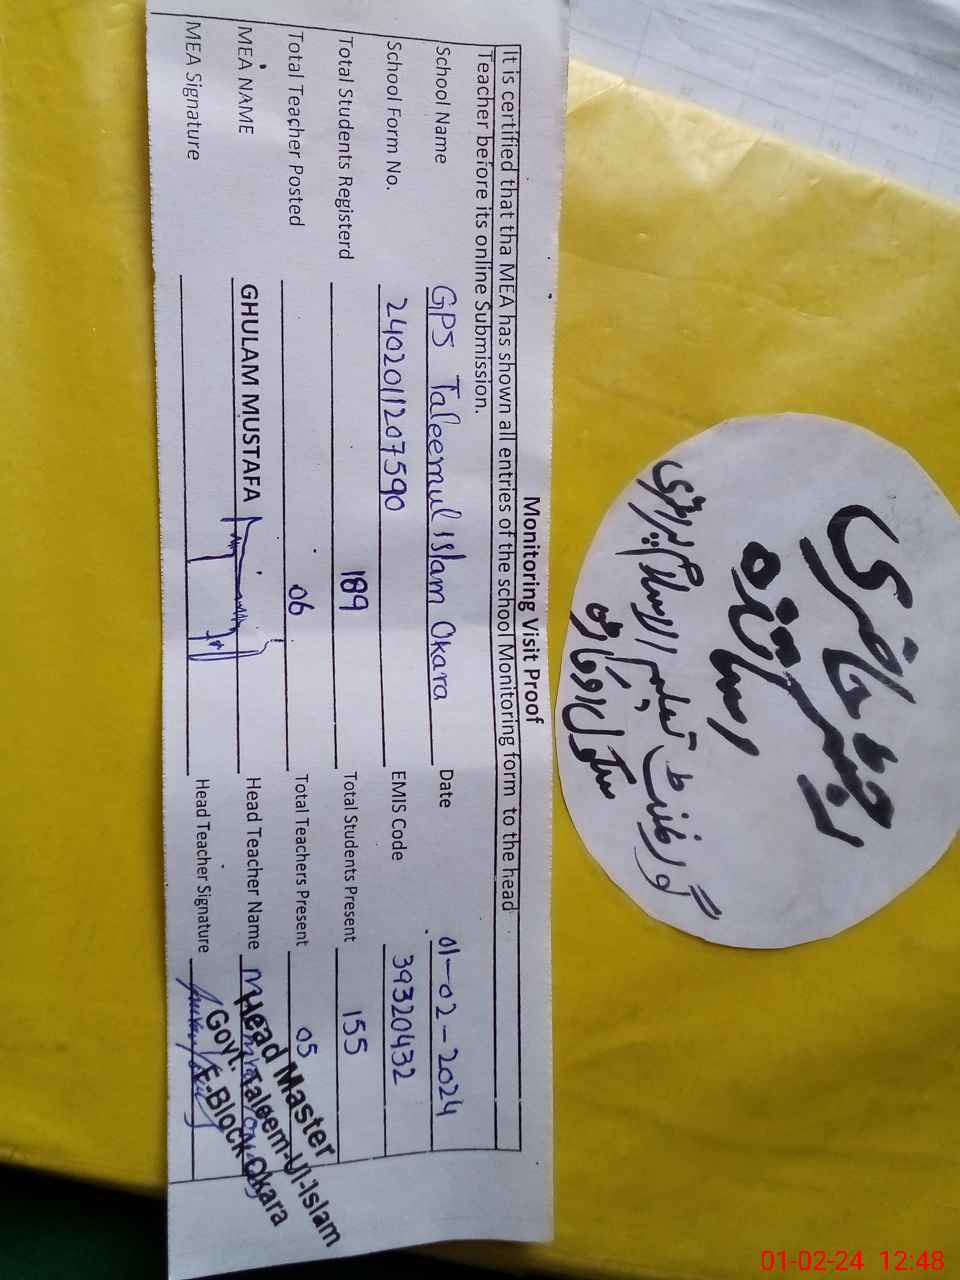 Monitoring Visit Proof
It is certified that tha MEA has shown all entries of the school Monitoring form to the head
Teacher before its online Submission.
School Name GPS Taleemul Islam Okara Date 01-02-2024
School Form No. 2402011207590 EMIS Code 39320432
Total Students Registerd 189 Total Students Present 155
Total Teacher Posted 06 Total Teachers Present 05
MEA NAME GHULAM MUSTAFA Head Teacher Name
MEA Signature Head Teacher Signature
Head Master
Govt. Taleem-Ul-Islam
E.Block Okara
رجسٹر حاضری
اساتذہ
گورنمنٹ تعلیم الاسلام پرائمری
سکول اوکاڑہ
01-02-24 12:48